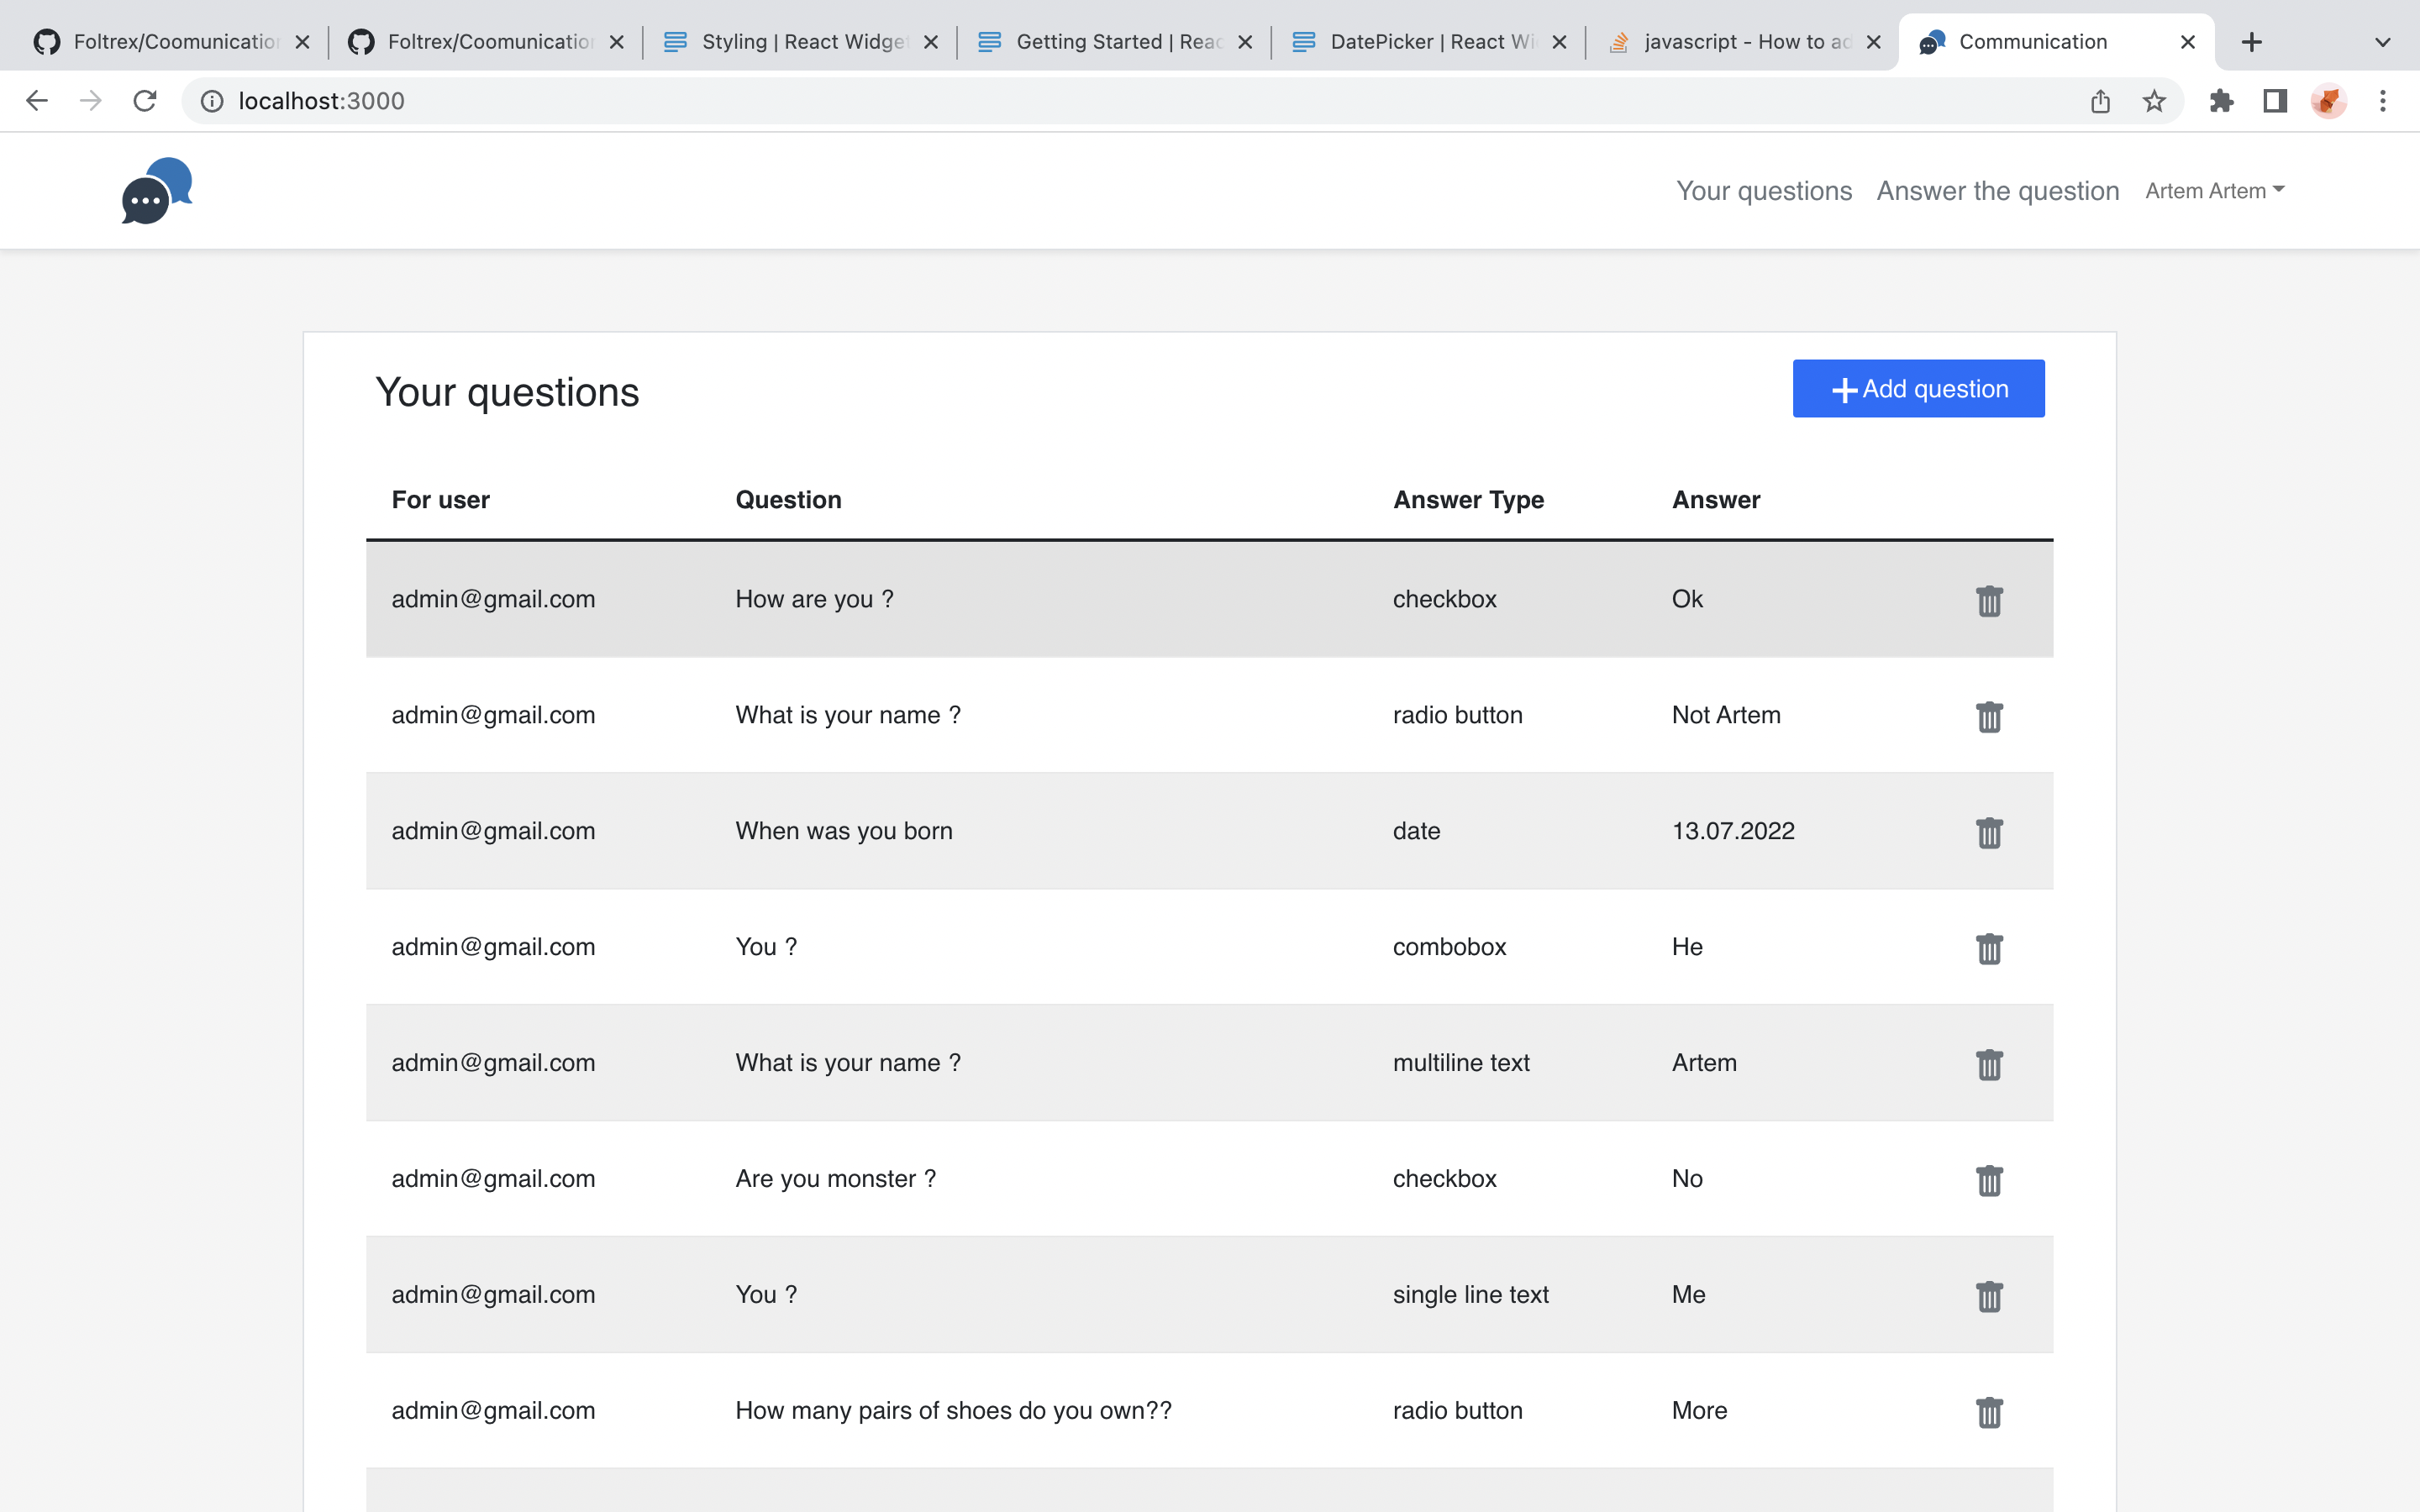 Foltrex/Coomunication Foltrex/Coomunication Styling | React Widge Getting Started | Reac DatePicker | React Wi javascript - How to ad Communication
localhost:3000
Your questions Answer the question Artem Artem
Your questions Add question
For user Question Answer Type Answer
admin@gmail.com How are you ? checkbox Ok
admin@gmail.com What is your name ? radio button Not Artem
admin@gmail.com When was you born date 13.07.2022
admin@gmail.com You ? combobox He
admin@gmail.com What is your name ? multiline text Artem
admin@gmail.com Are you monster ? checkbox No
admin@gmail.com You ? single line text Me
admin@gmail.com How many pairs of shoes do you own?? radio button More